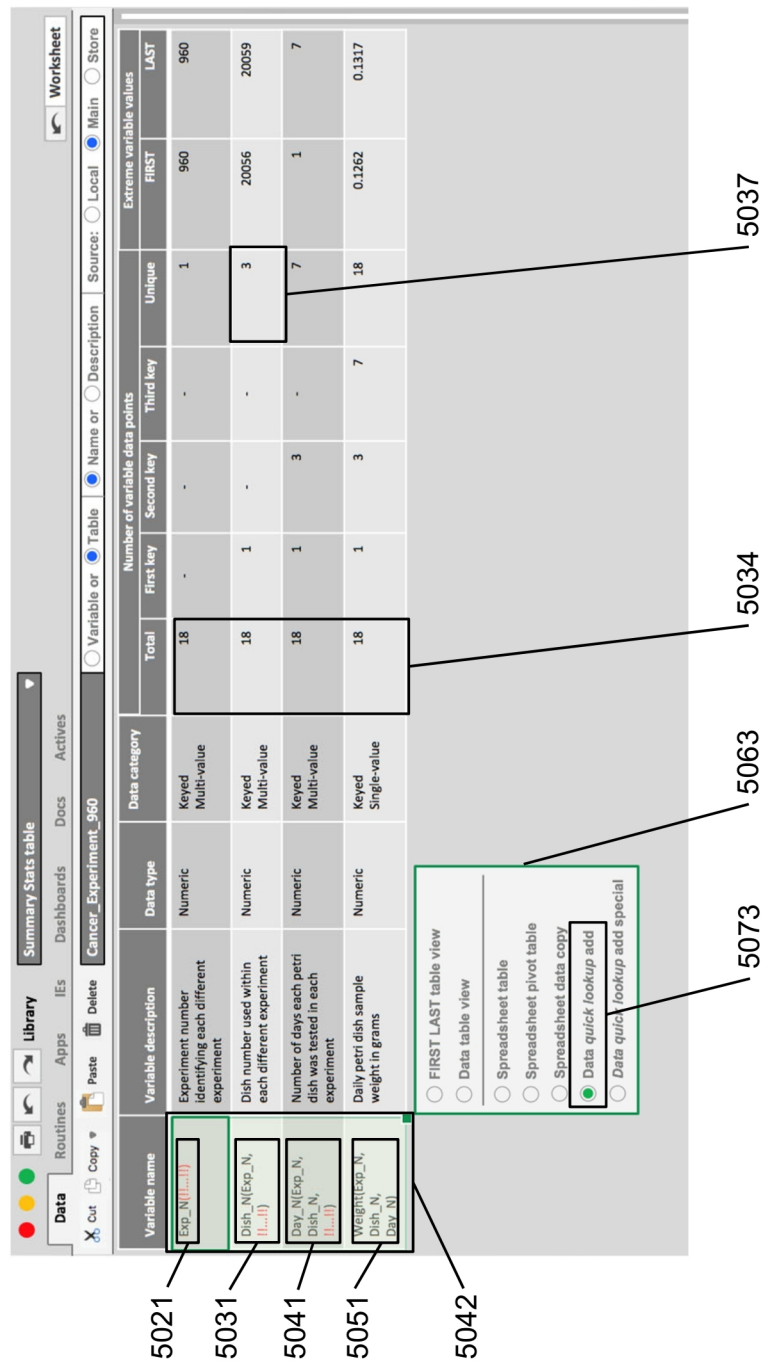 Library
Summary Stats table
Worksheet
Data Routines Apps IEs Dashboards Docs Actives
Cut Copy Paste Delete Cancer_Experiment_960 Variable or Table Name or Description Source: Local Main Store
Variable name Variable description Data type Data category Number of variable data points Extreme variable values
Total First key Second key Third key Unique FIRST LAST
Exp_N(!!...!!) Experiment number Numeric Keyed 18 - - - 1 960 960
identifying each different Multi-value
experiment
Dish_N(Exp_N, Dish number used within Numeric Keyed 18 1 - - 3 20056 20059
!!...!!) each different experiment Multi-value
Day_N(Exp_N, Number of days each petri Numeric Keyed 18 1 3 - 7 1 7
Dish_N, dish was tested in each Multi-value
!!...!!) experiment
Weight(Exp_N, Daily petri dish sample Numeric Keyed 18 1 3 7 18 0.1262 0.1317
Dish_N, weight in grams Single-value
Day_N)
FIRST LAST table view
Data table view
Spreadsheet table
Spreadsheet pivot table
Spreadsheet data copy
Data quick lookup add
Data quick lookup add special
5021
5031
5041
5051
5042
5073
5063
5034
5037